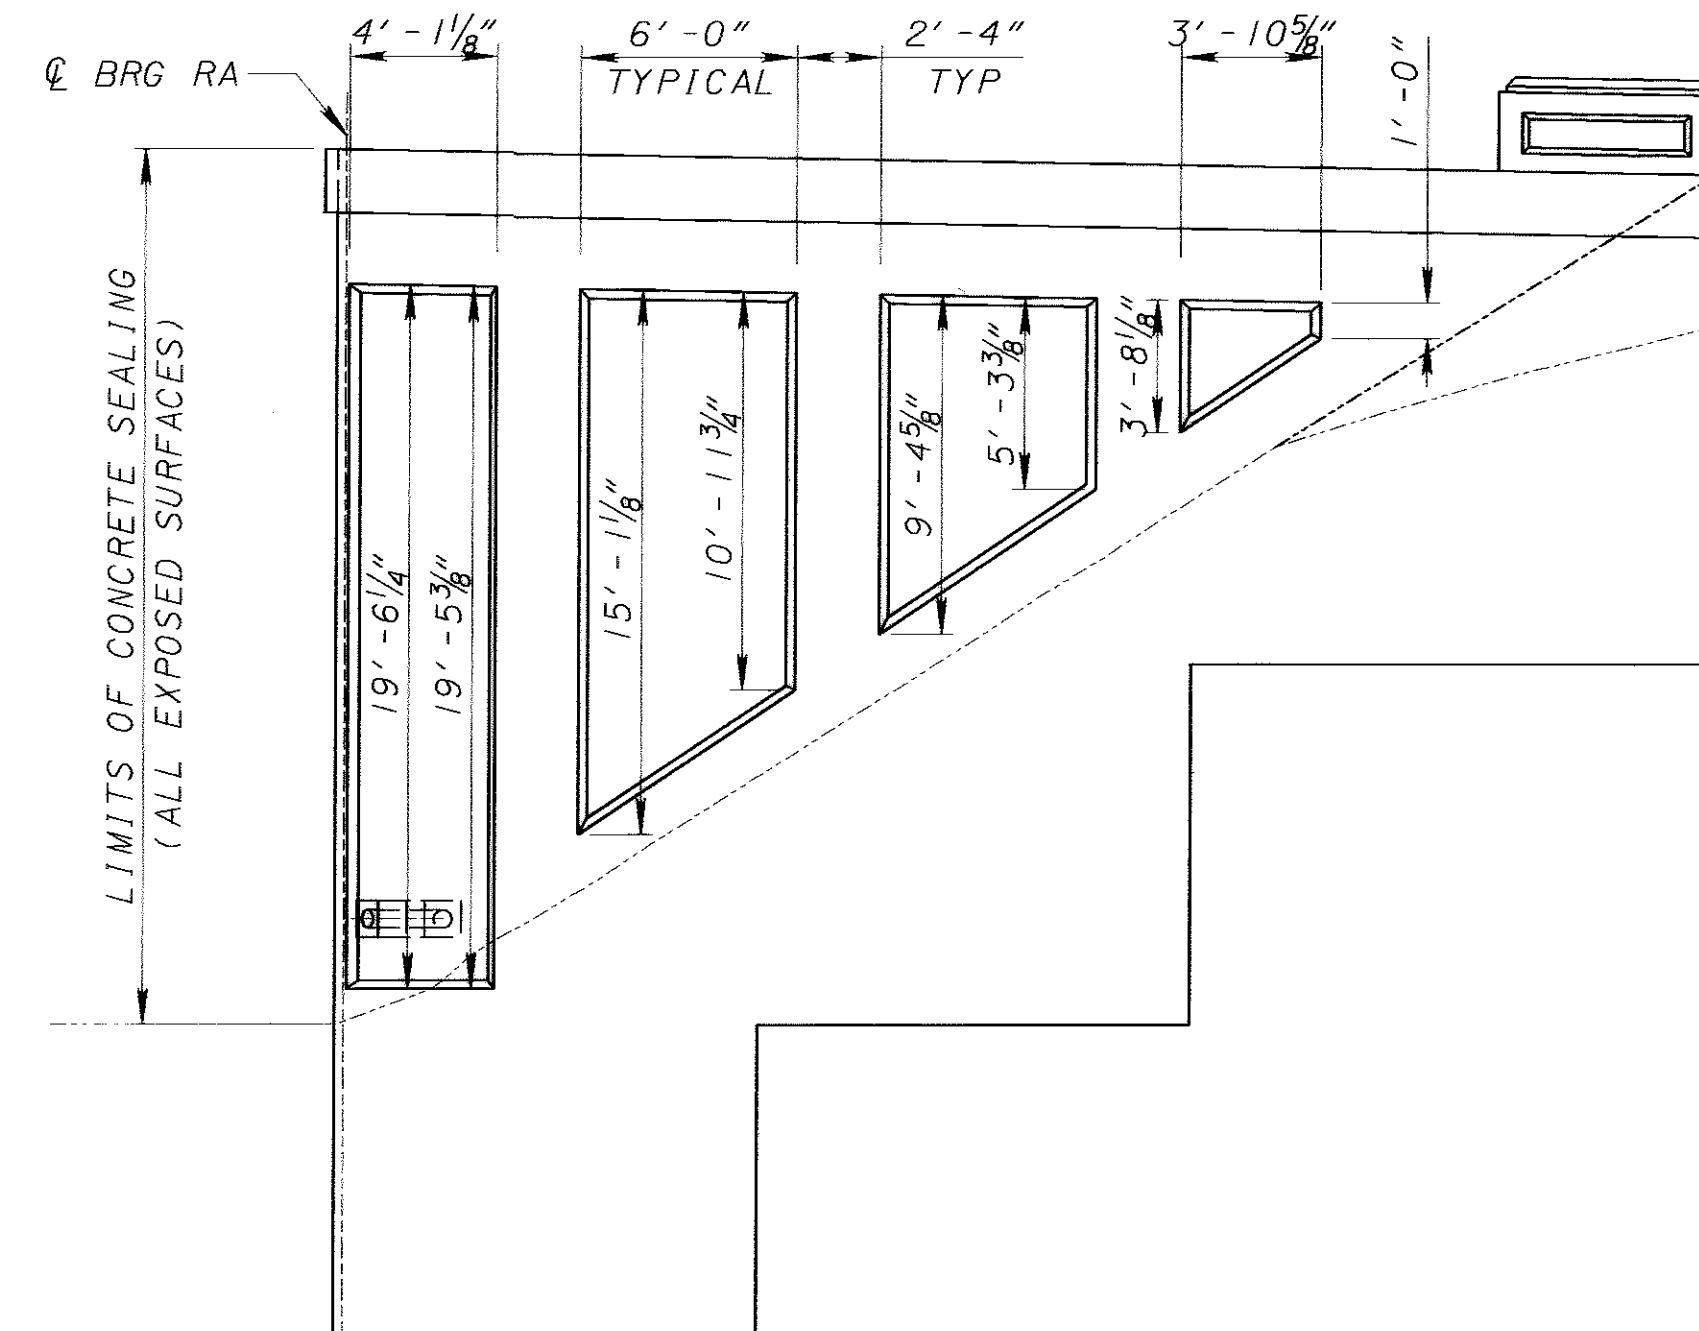 4' - 1 1/8"
6' - 0"
TYPICAL
2' - 4"
TYP
3' - 10 5/8"
1' - 0"
℄ BRG RA
LIMITS OF CONCRETE SEALING
(ALL EXPOSED SURFACES)
19' - 6 1/4"
19' - 5 3/8"
15' - 1 1/8"
10' - 11 3/4"
9' - 4 5/8"
5' - 3 3/8"
3' - 8 1/8"